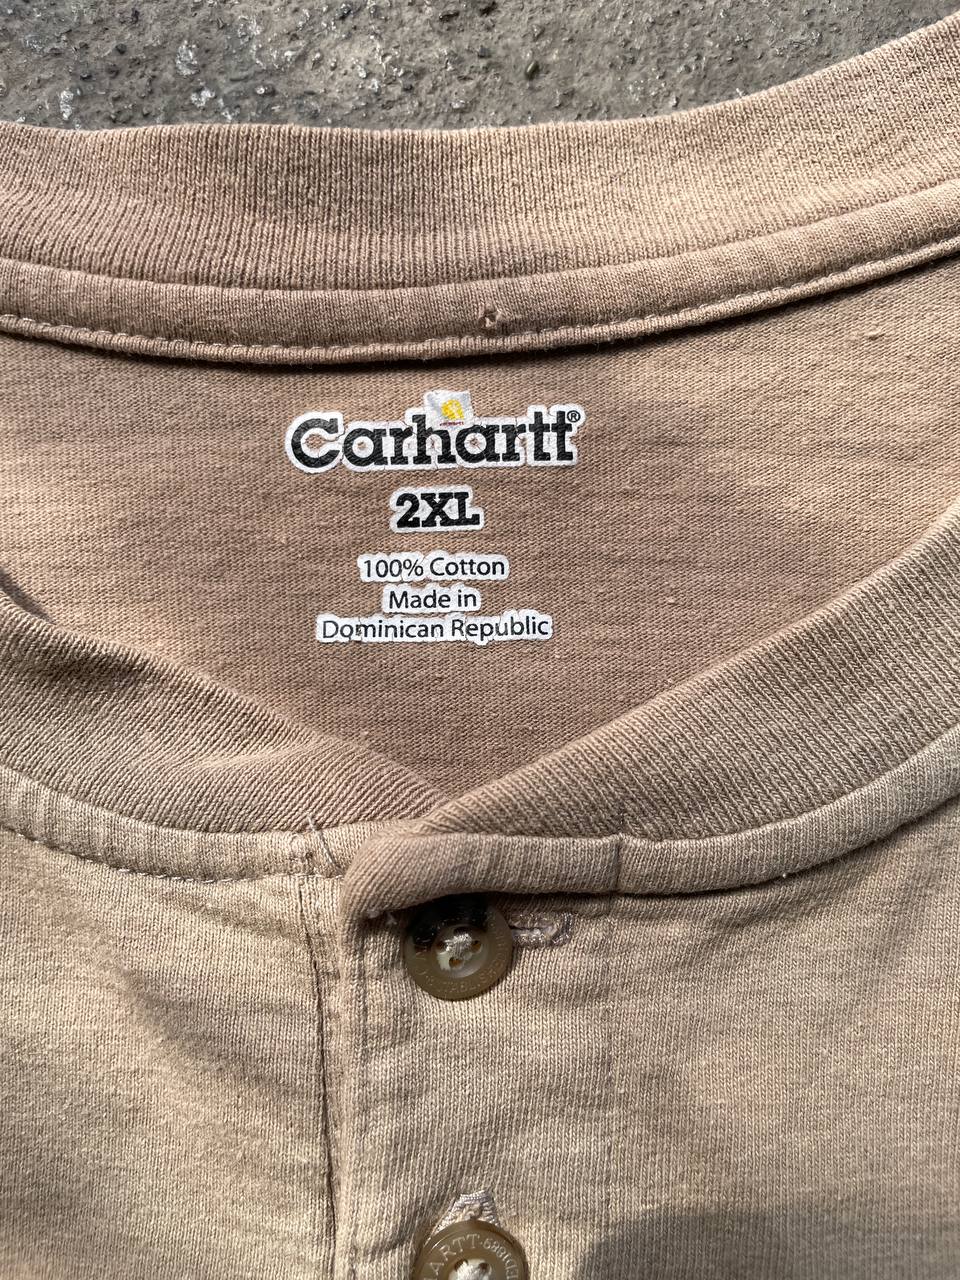 Carhartt®
2XL
100% Cotton
Made in
Dominican Republic